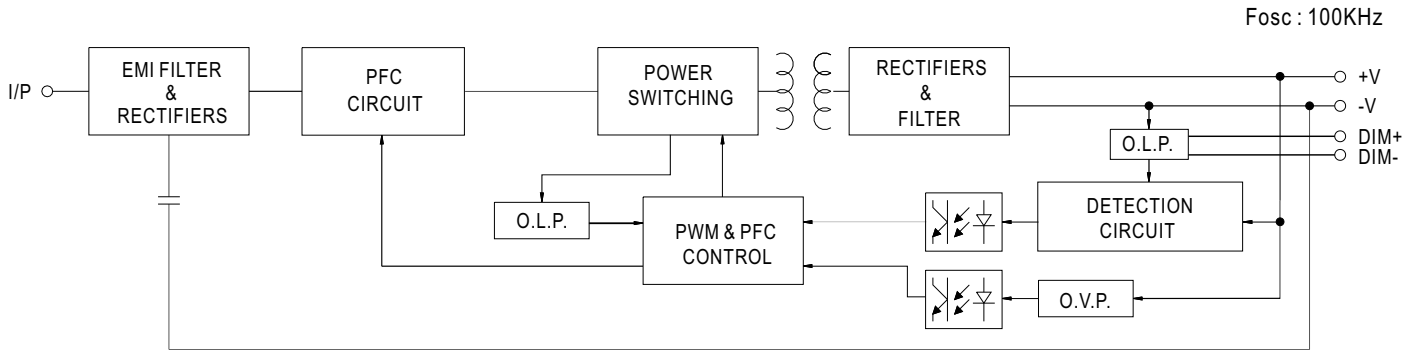 Fosc : 100KHz
I/P
EMI FILTER
&
RECTIFIERS
PFC
CIRCUIT
POWER
SWITCHING
RECTIFIERS
&
FILTER
+V
-V
DIM+
DIM-
O.L.P.
O.L.P.
PWM & PFC
CONTROL
DETECTION
CIRCUIT
O.V.P.